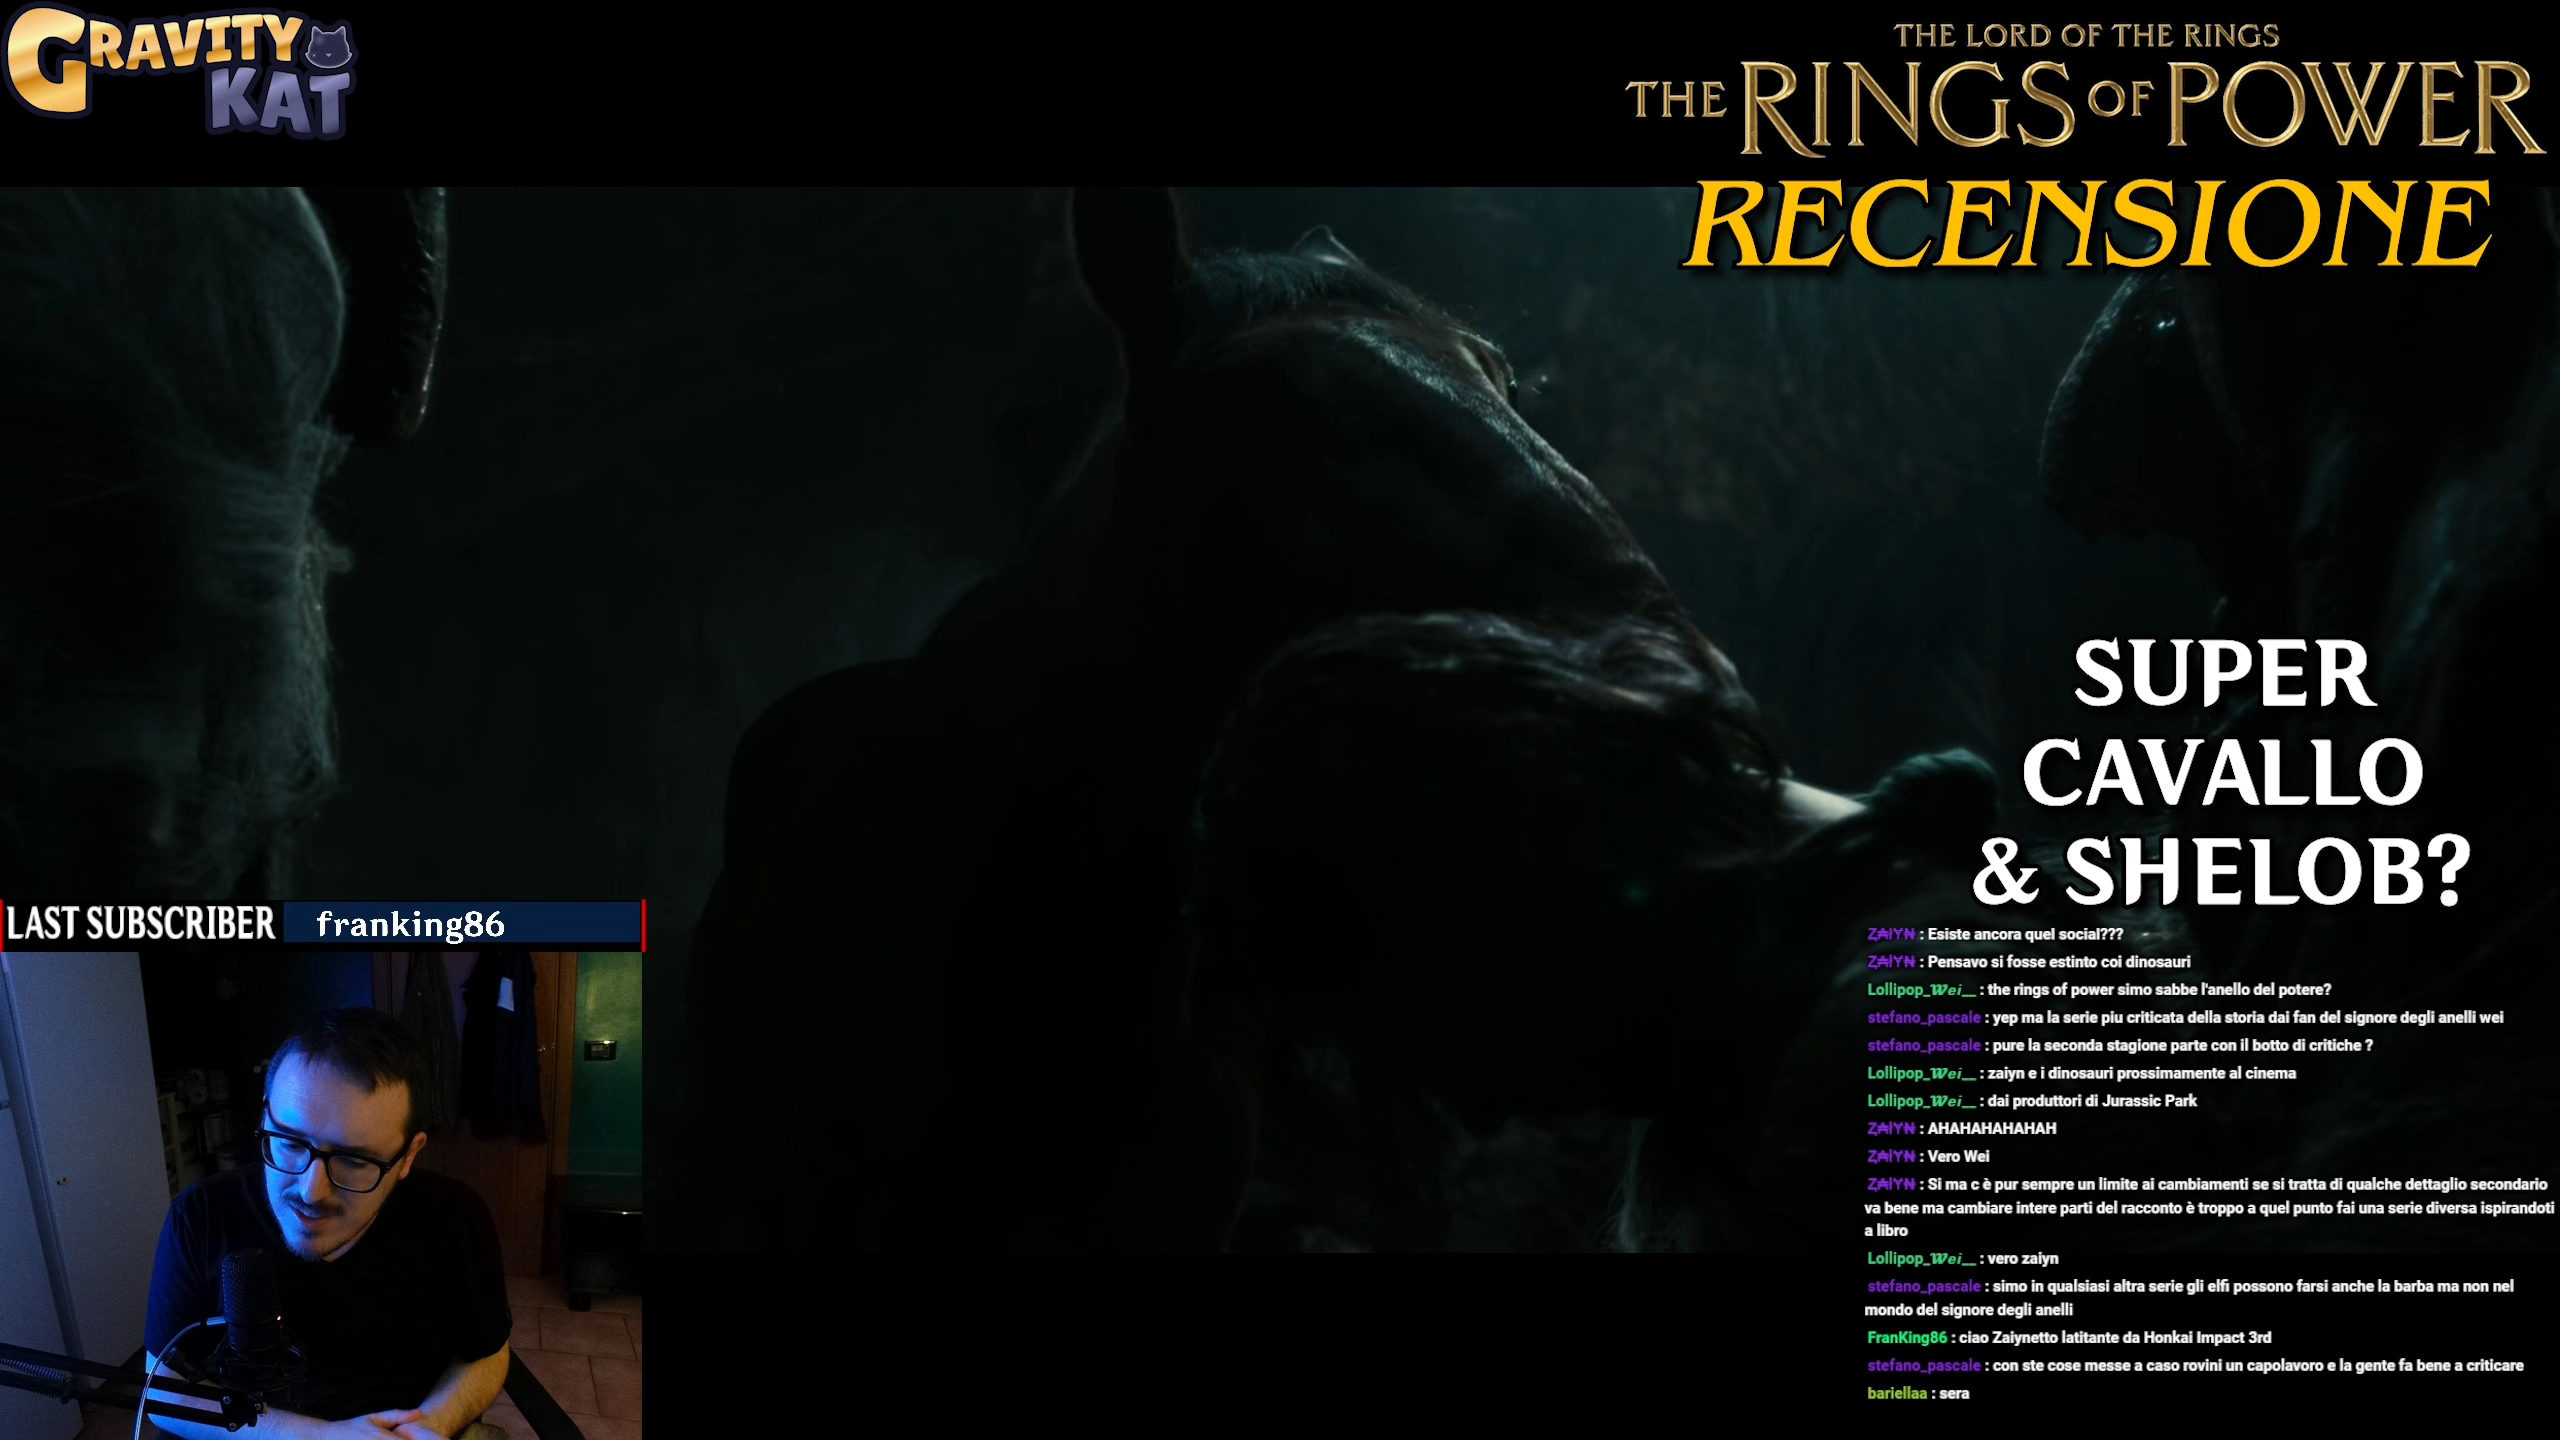 GRAVITY
KAT
THE LORD OF THE RINGS
THE RINGS OF POWER
RECENSIONE
SUPER
CAVALLO
& SHELOB?
LAST SUBSCRIBER franking86
Z₳IY₦ : Esiste ancora quel social???
Z₳IY₦ : Pensavo si fosse estinto coi dinosauri
Lollipop_𝓦𝓮𝓲__ : the rings of power simo sabbe l'anello del potere?
stefano_pascale : yep ma la serie piu criticata della storia dai fan del signore degli anelli wei
stefano_pascale : pure la seconda stagione parte con il botto di critiche ?
Lollipop_𝓦𝓮𝓲__ : zaiyn e i dinosauri prossimamente al cinema
Lollipop_𝓦𝓮𝓲__ : dai produttori di Jurassic Park
Z₳IY₦ : AHAHAHAHAHAH
Z₳IY₦ : Vero Wei
Z₳IY₦ : Si ma c è pur sempre un limite ai cambiamenti se si tratta di qualche dettaglio secondario
va bene ma cambiare intere parti del racconto è troppo a quel punto fai una serie diversa ispirandoti
a libro
Lollipop_𝓦𝓮𝓲__ : vero zaiyn
stefano_pascale : simo in qualsiasi altra serie gli elfi possono farsi anche la barba ma non nel
mondo del signore degli anelli
FranKing86 : ciao Zaiynetto latitante da Honkai Impact 3rd
stefano_pascale : con ste cose messe a caso rovini un capolavoro e la gente fa bene a criticare
bariellaa : sera